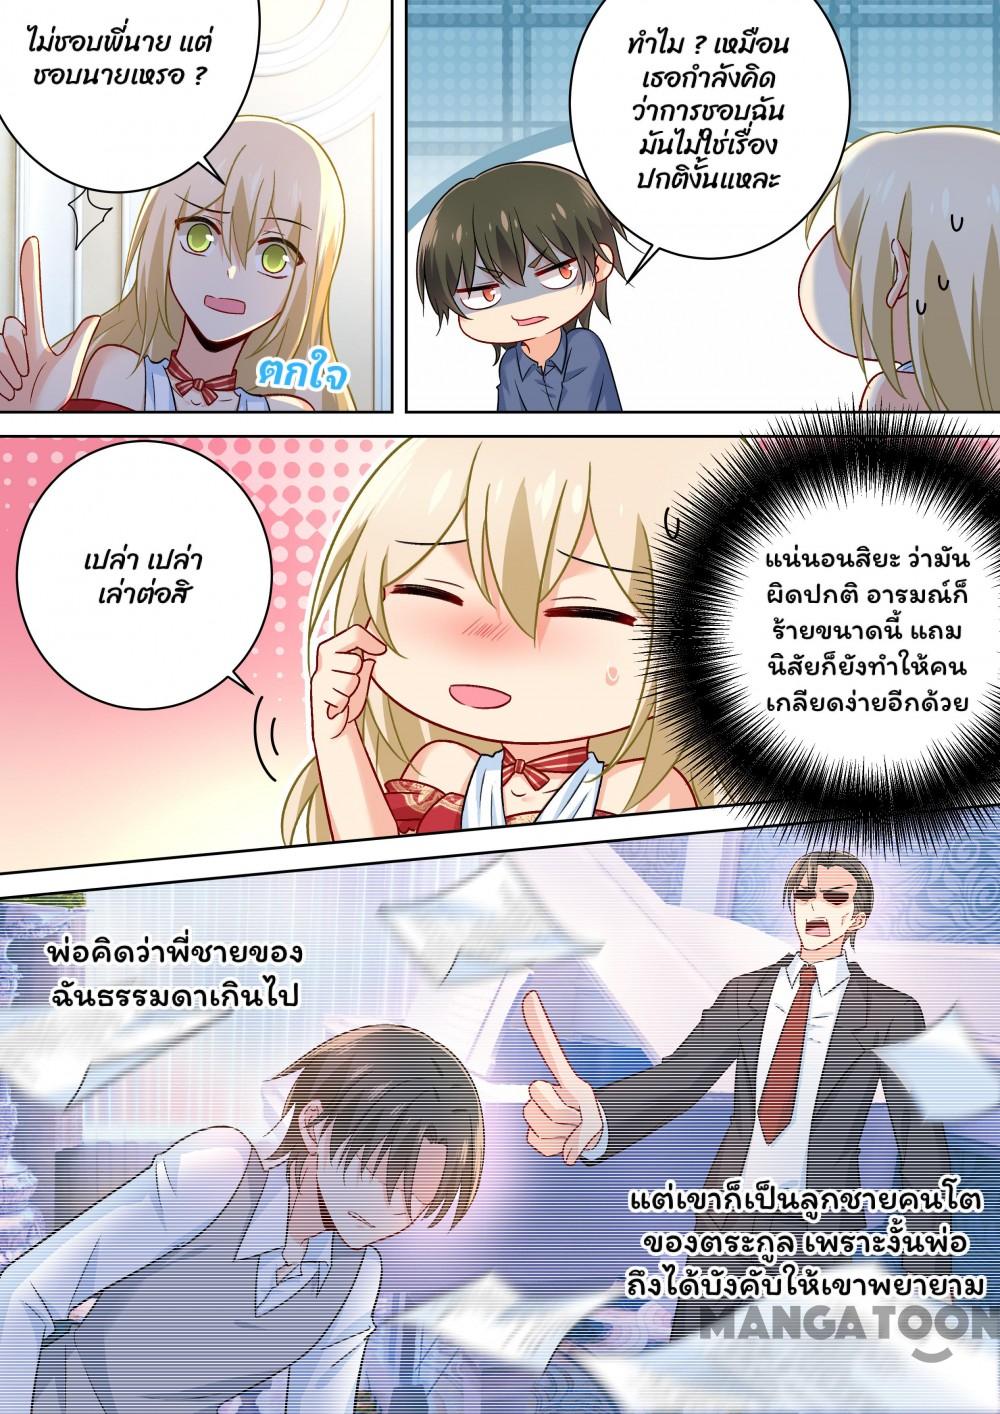 ไม่ชอบพี่นาย แต่
ชอบนายเหรอ ?
ตกใจ
ทำไม ? เหมือน
เธอกำลังคิด
ว่าการชอบฉัน
มันไม่ใช่เรื่อง
ปกติงั้นแหละ
เปล่า เปล่า
เล่าต่อสิ
แน่นอนสิยะ ว่ามัน
ผิดปกติ อารมณ์ก็
ร้ายขนาดนี้ แถม
นิสัยก็ยังทำให้คน
เกลียดง่ายอีกด้วย
พ่อคิดว่าพี่ชายของ
ฉันธรรมดาเกินไป
แต่เขาก็เป็นลูกชายคนโต
ของตระกูล เพราะงั้นพ่อ
ถึงได้บังคับให้เขาพยายาม
MANGATOON